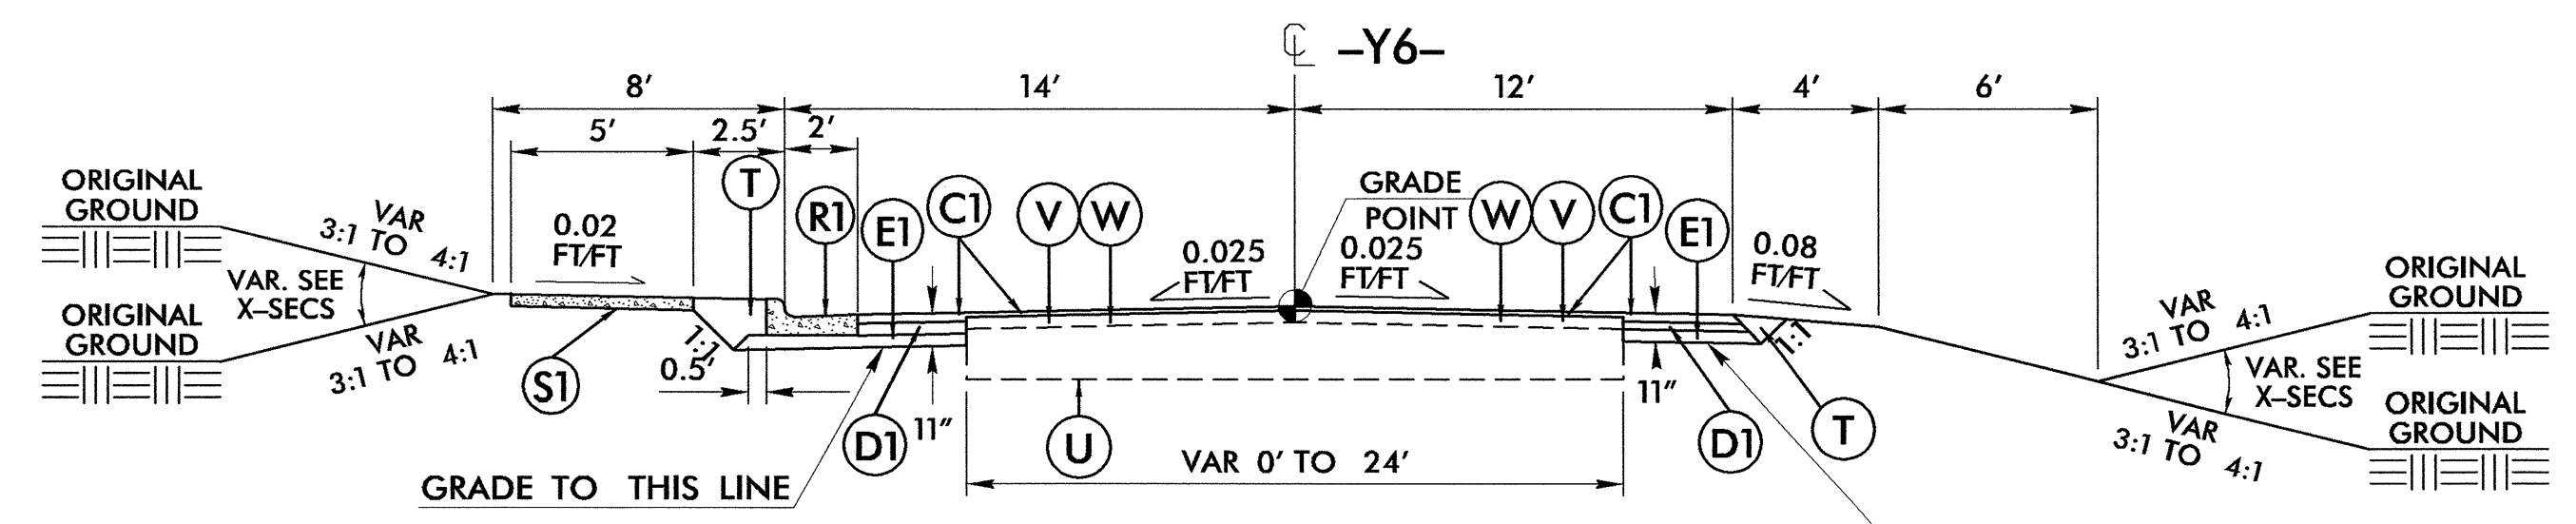 ℄ –Y6–
8' 14' 12' 4' 6'
5' 2.5' 2'
ORIGINAL
GROUND
VAR
3:1 TO 4:1
0.02
FT/FT
T
R1
E1
C1
V
W
0.025
FT/FT
GRADE
POINT
0.025
FT/FT
W
V
C1
E1
0.08
FT/FT
VAR. SEE
X–SECS
ORIGINAL
GROUND
VAR
3:1 TO 4:1
S1
1:1
0.5'
D1
11"
U
VAR 0' TO 24'
GRADE TO THIS LINE
11"
D1
T
1:1
VAR
3:1 TO 4:1
ORIGINAL
GROUND
VAR. SEE
X–SECS
VAR
3:1 TO 4:1
ORIGINAL
GROUND